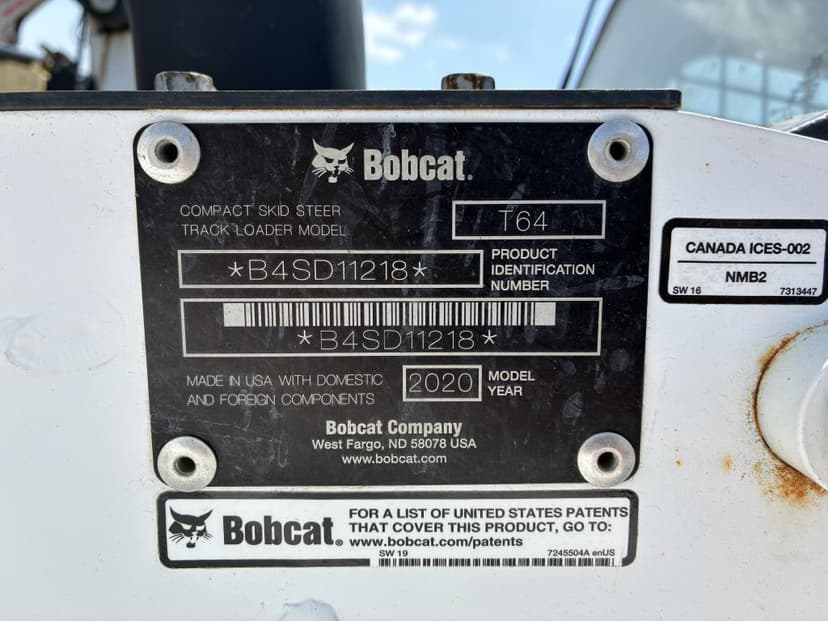 Bobcat.
COMPACT SKID STEER
TRACK LOADER MODEL
T64
*B4SD11218*
PRODUCT
IDENTIFICATION
NUMBER
*B4SD11218*
MADE IN USA WITH DOMESTIC
AND FOREIGN COMPONENTS
2020
MODEL
YEAR
Bobcat Company
West Fargo, ND 58078 USA
www.bobcat.com
CANADA ICES-002
NMB2
SW 16 7313447
Bobcat®
FOR A LIST OF UNITED STATES PATENTS
THAT COVER THIS PRODUCT, GO TO:
www.bobcat.com/patents
SW 19 7245504A enUS